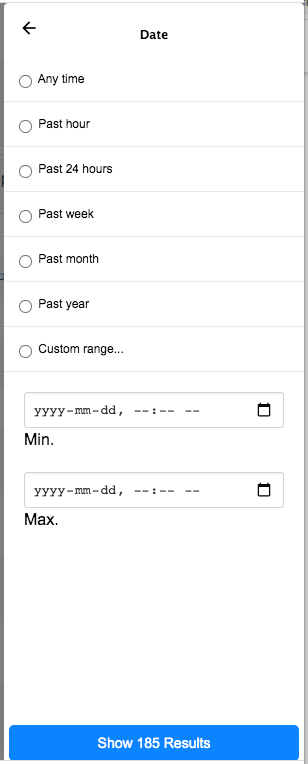 Date
Any time
Past hour
Past 24 hours
Past week
Past month
Past year
Custom range...
yyyy-mm-dd, --:-- --
Min.
yyyy-mm-dd, --:-- --
Max.
Show 185 Results